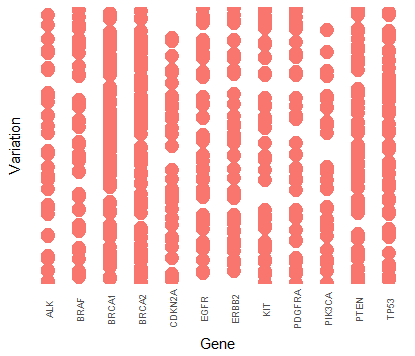 Variation
ALK
BRAF
BRCA1
BRCA2
CDKN2A
EGFR
ERBB2
KIT
PDGFRA
PIK3CA
PTEN
TP53
Gene